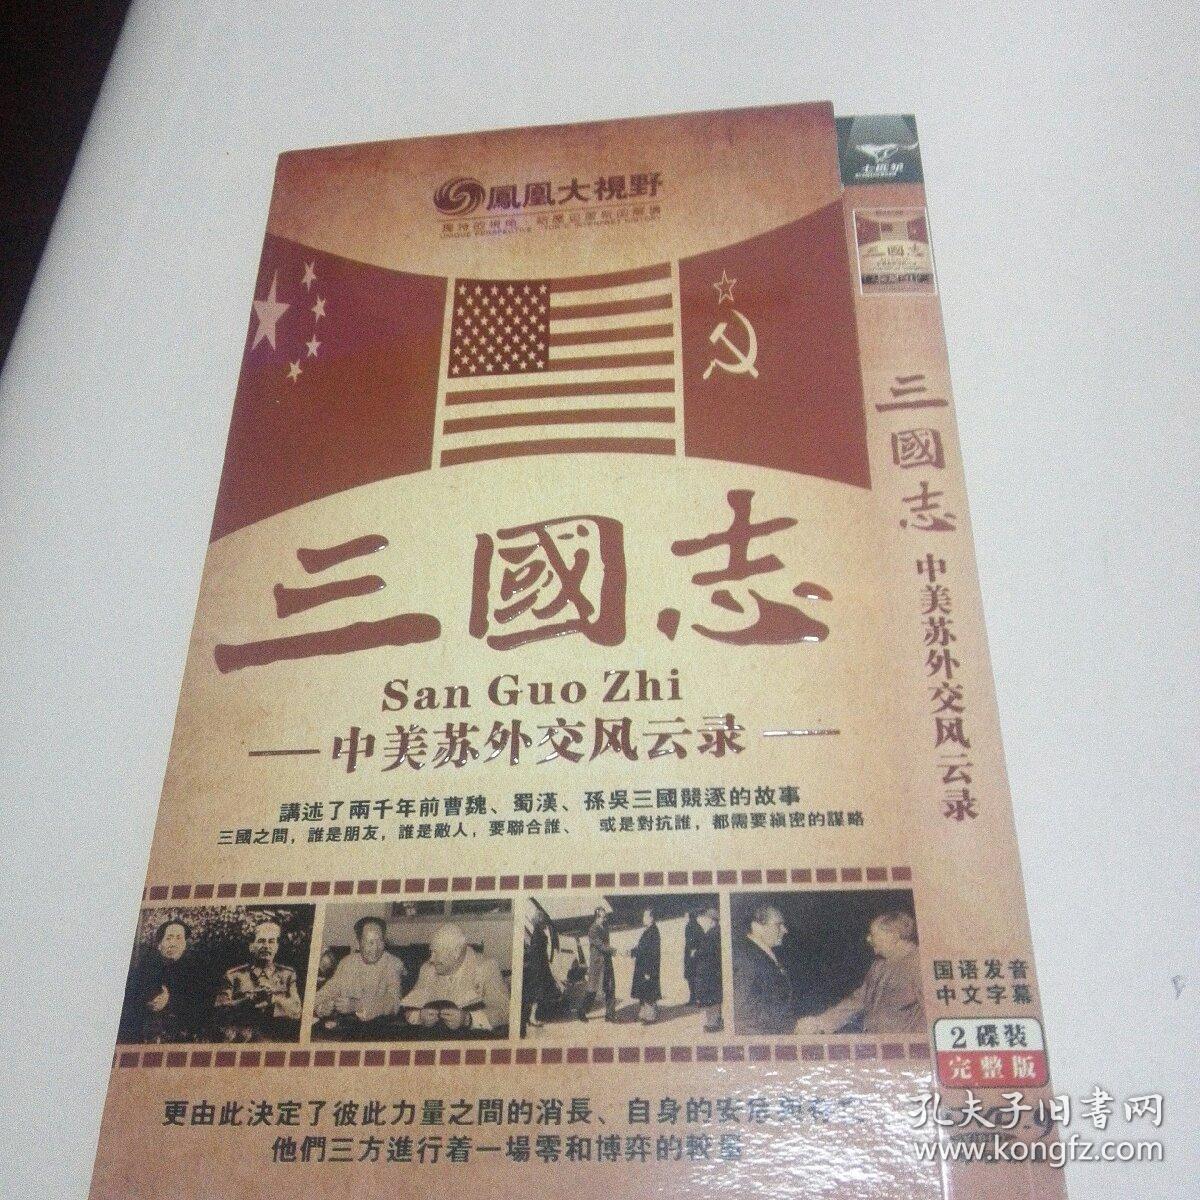 鳳凰大視野
三國志
San Guo Zhi
中美苏外交风云录
講述了兩千年前曹魏、蜀漢、孫吳三國競逐的故事
三國之間，誰是朋友，誰是敵人，要聯合誰、 或是對抗誰，都需要縝密的謀略
更由此決定了彼此力量之間的消長、自身的安危
他們三方進行着一場零和博弈的較量
三國志
中美苏外交风云录
国语发音
中文字幕
2碟装
完整版
孔夫子旧书网
www.kongfz.com